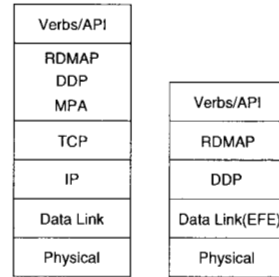 Verbs/API
RDMAP
DDP
MPA
TCP
IP
Data Link
Physical
Verbs/API
RDMAP
DDP
Data Link(EFE)
Physical